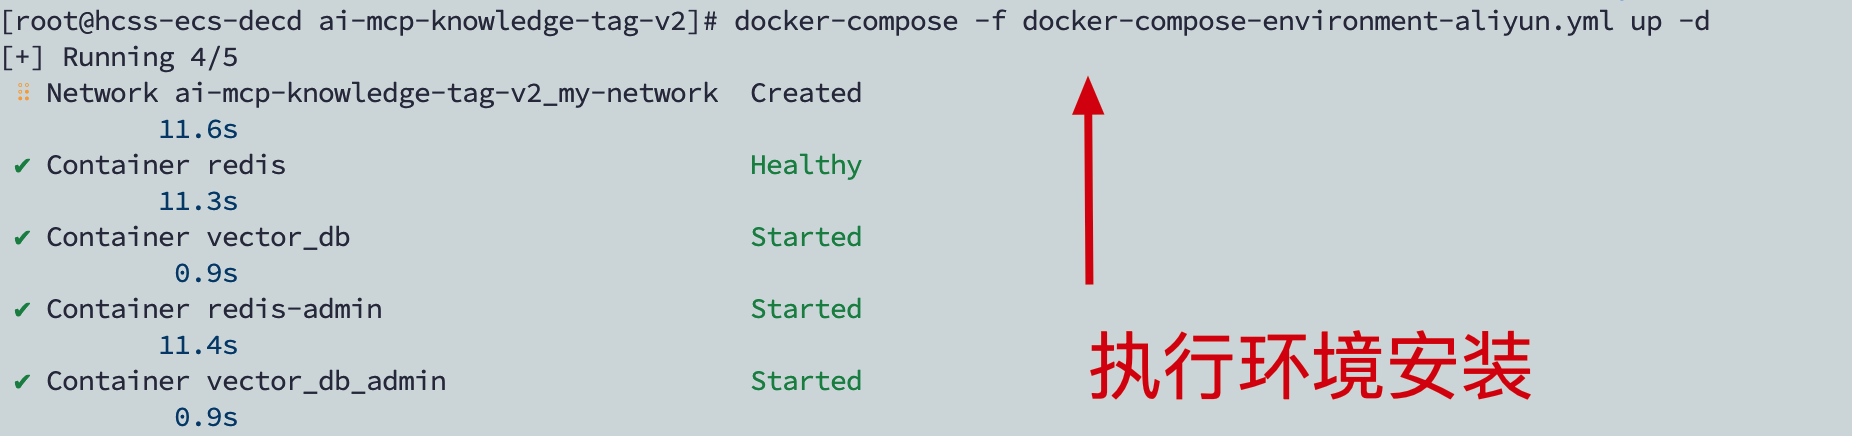 [root@hcss-ecs-decd ai-mcp-knowledge-tag-v2]# docker-compose -f docker-compose-environment-aliyun.yml up -d
[+] Running 4/5
⠿ Network ai-mcp-knowledge-tag-v2_my-network Created
11.6s
✔ Container redis Healthy
11.3s
✔ Container vector_db Started
0.9s
✔ Container redis-admin Started
11.4s
✔ Container vector_db_admin Started
0.9s
执行环境安装